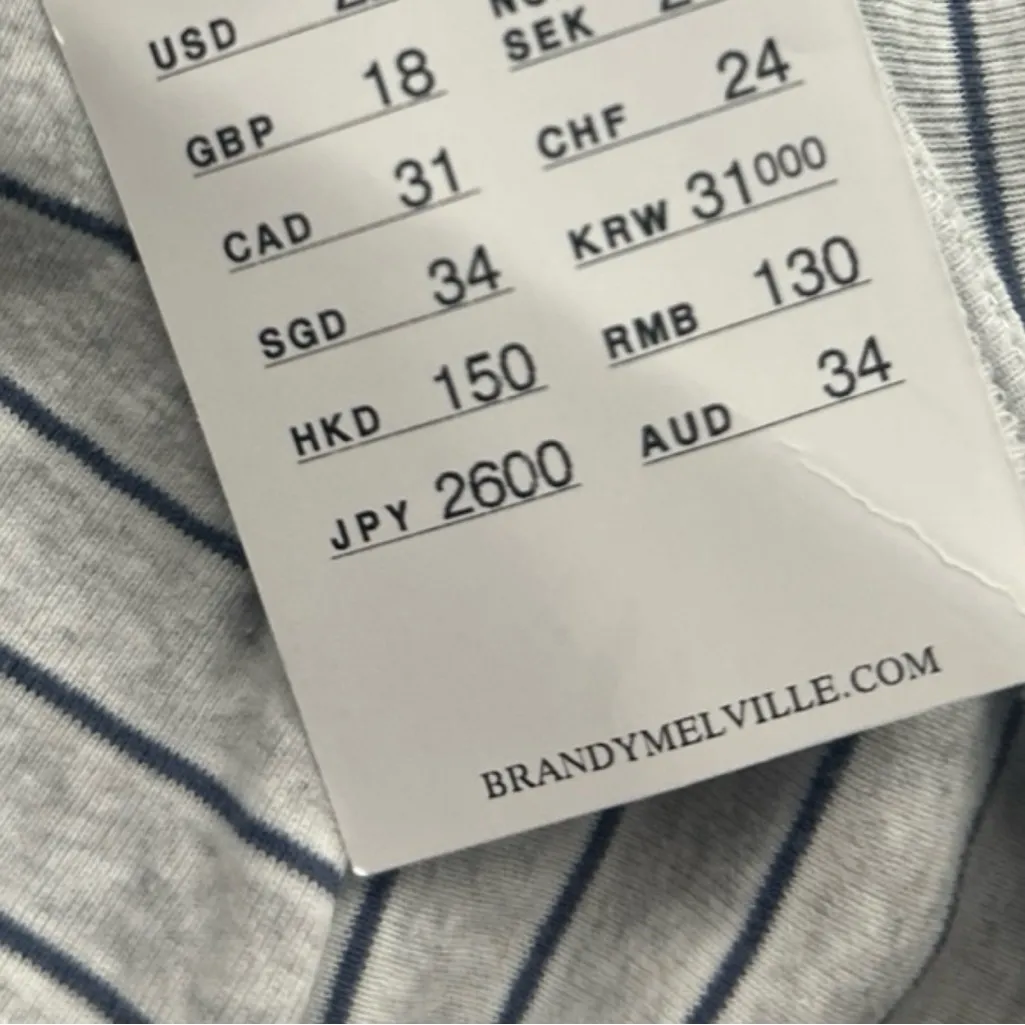 USD
SEK
GBP 18
CHF 24
CAD 31
KRW 31000
SGD 34
RMB 130
HKD 150
AUD 34
JPY 2600
BRANDYMELVILLE.COM